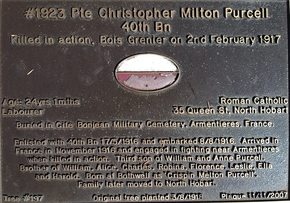 #1923 Pte Christopher Milton Purcell
40th Bn
Killed in action, Bois Grenier on 2nd February 1917
Age: 24yrs 1mths
Roman Catholic
Labourer
35 Queen St, North Hobart
Buried in Cite Bonjean Military Cemetery, Armentieres, France.
Enlisted with 40th Bn 17/5/1916 and embarked 8/8/1916. Arrived
in France in November 1916 and engaged in fighting near Armentieres
when killed in action. Third son of William and Anne Purcell.
Brother of William, Alice, Charles, Robina, Florence, Leslie, Ella
and Harold. Born at Bothwell as 'Crispin Melton Purcell'.
Family later moved to North Hobart.
Tree #197
Original tree planted 3/8/918
Plaque 11/11/2007